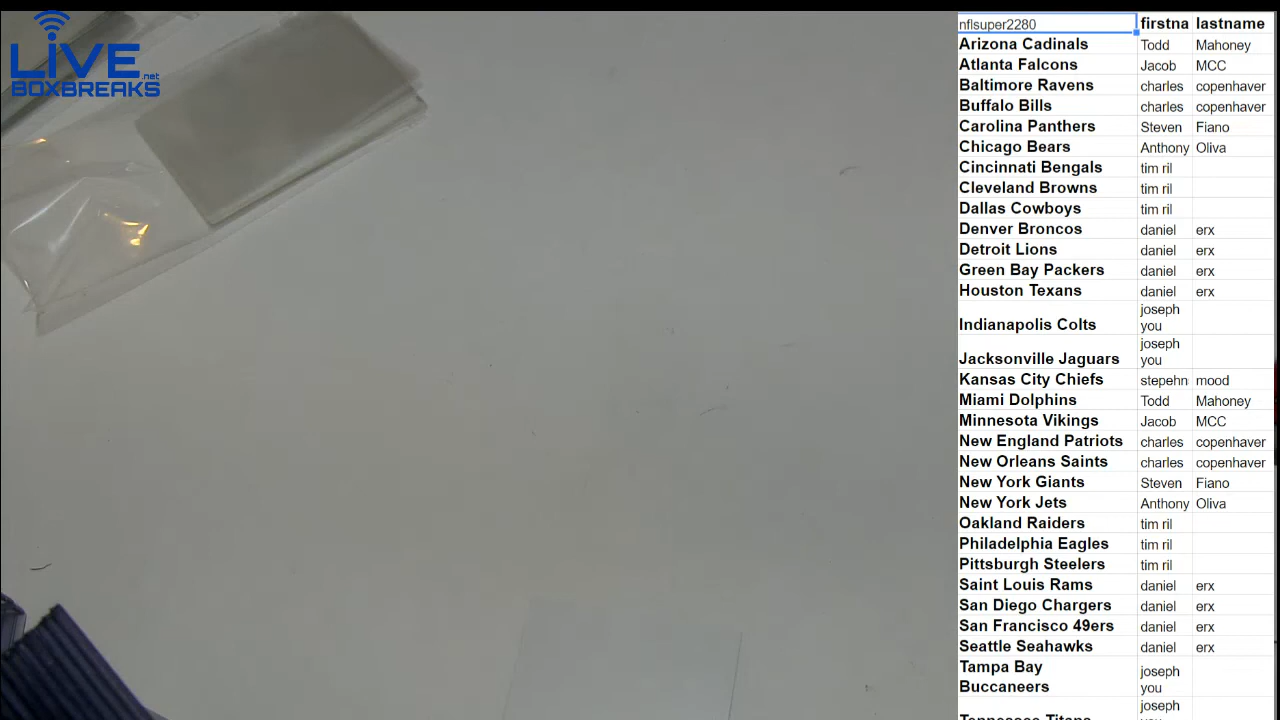 LIVE
.net
BOXBREAKS
nflsuper2280 firstna lastname
Arizona Cadinals Todd Mahoney
Atlanta Falcons Jacob MCC
Baltimore Ravens charles copenhaver
Buffalo Bills charles copenhaver
Carolina Panthers Steven Fiano
Chicago Bears Anthony Oliva
Cincinnati Bengals tim ril
Cleveland Browns tim ril
Dallas Cowboys tim ril
Denver Broncos daniel erx
Detroit Lions daniel erx
Green Bay Packers daniel erx
Houston Texans daniel erx
joseph
Indianapolis Colts you
joseph
Jacksonville Jaguars you
Kansas City Chiefs stepehn mood
Miami Dolphins Todd Mahoney
Minnesota Vikings Jacob MCC
New England Patriots charles copenhaver
New Orleans Saints charles copenhaver
New York Giants Steven Fiano
New York Jets Anthony Oliva
Oakland Raiders tim ril
Philadelphia Eagles tim ril
Pittsburgh Steelers tim ril
Saint Louis Rams daniel erx
San Diego Chargers daniel erx
San Francisco 49ers daniel erx
Seattle Seahawks daniel erx
Tampa Bay joseph
Buccaneers you
joseph
Tennessee Titans